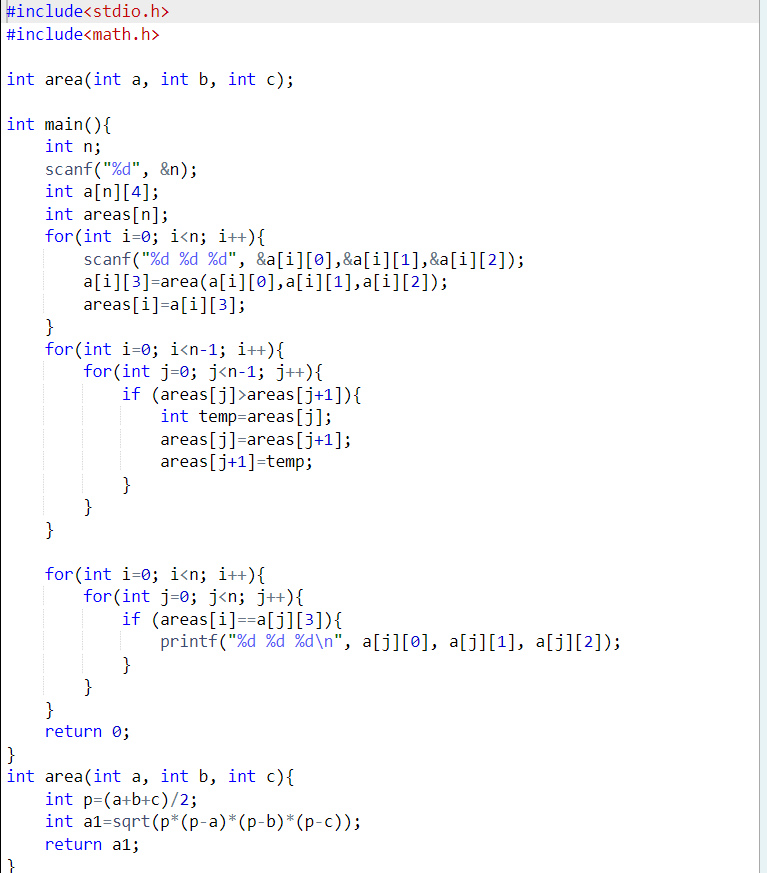 #include<stdio.h>
#include<math.h>

int area(int a, int b, int c);

int main(){
    int n;
    scanf("%d", &n);
    int a[n][4];
    int areas[n];
    for(int i=0; i<n; i++){
        scanf("%d %d %d", &a[i][0],&a[i][1],&a[i][2]);
        a[i][3]=area(a[i][0],a[i][1],a[i][2]);
        areas[i]=a[i][3];
    }
    for(int i=0; i<n-1; i++){
        for(int j=0; j<n-1; j++){
            if (areas[j]>areas[j+1]){
                int temp=areas[j];
                areas[j]=areas[j+1];
                areas[j+1]=temp;
            }
        }
    }

    for(int i=0; i<n; i++){
        for(int j=0; j<n; j++){
            if (areas[i]==a[j][3]){
                printf("%d %d %d\n", a[j][0], a[j][1], a[j][2]);
            }
        }
    }
    return 0;
}
int area(int a, int b, int c){
    int p=(a+b+c)/2;
    int a1=sqrt(p*(p-a)*(p-b)*(p-c));
    return a1;
}